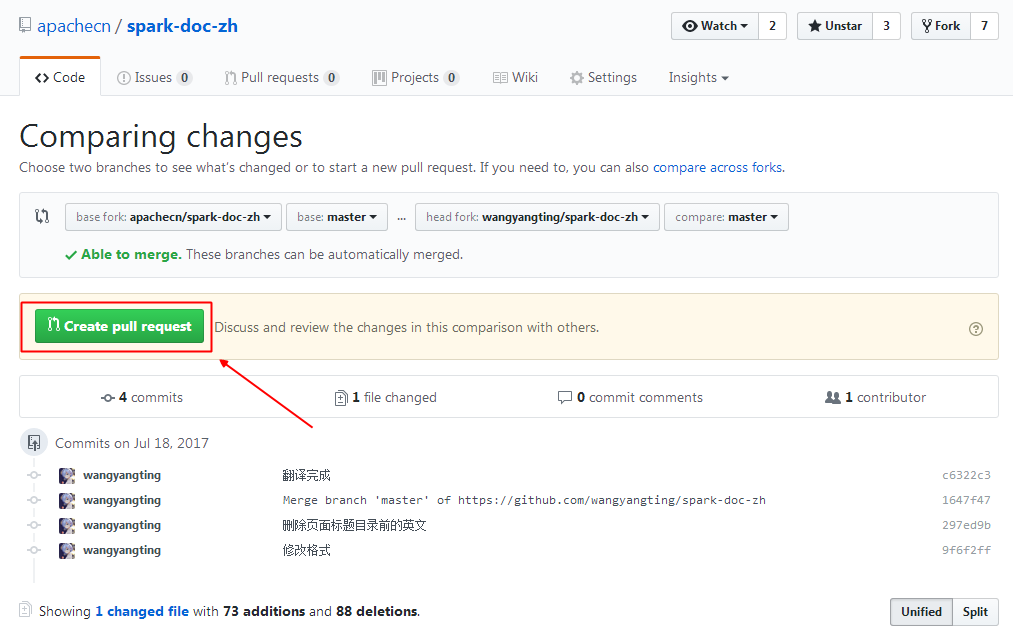 apachecn / spark-doc-zh Watch 2 Unstar 3 Fork 7
Code Issues 0 Pull requests 0 Projects 0 Wiki Settings Insights
Comparing changes
Choose two branches to see what's changed or to start a new pull request. If you need to, you can also compare across forks.
base fork: apachecn/spark-doc-zh base: master ... head fork: wangyangting/spark-doc-zh compare: master
Able to merge. These branches can be automatically merged.
Create pull request Discuss and review the changes in this comparison with others.
4 commits 1 file changed 0 commit comments 1 contributor
Commits on Jul 18, 2017
wangyangting 翻译完成 c6322c3
wangyangting Merge branch 'master' of https://github.com/wangyangting/spark-doc-zh 1647f47
wangyangting 删除页面标题目录前的英文 297ed9b
wangyangting 修改格式 9f6f2ff
Showing 1 changed file with 73 additions and 88 deletions. Unified Split